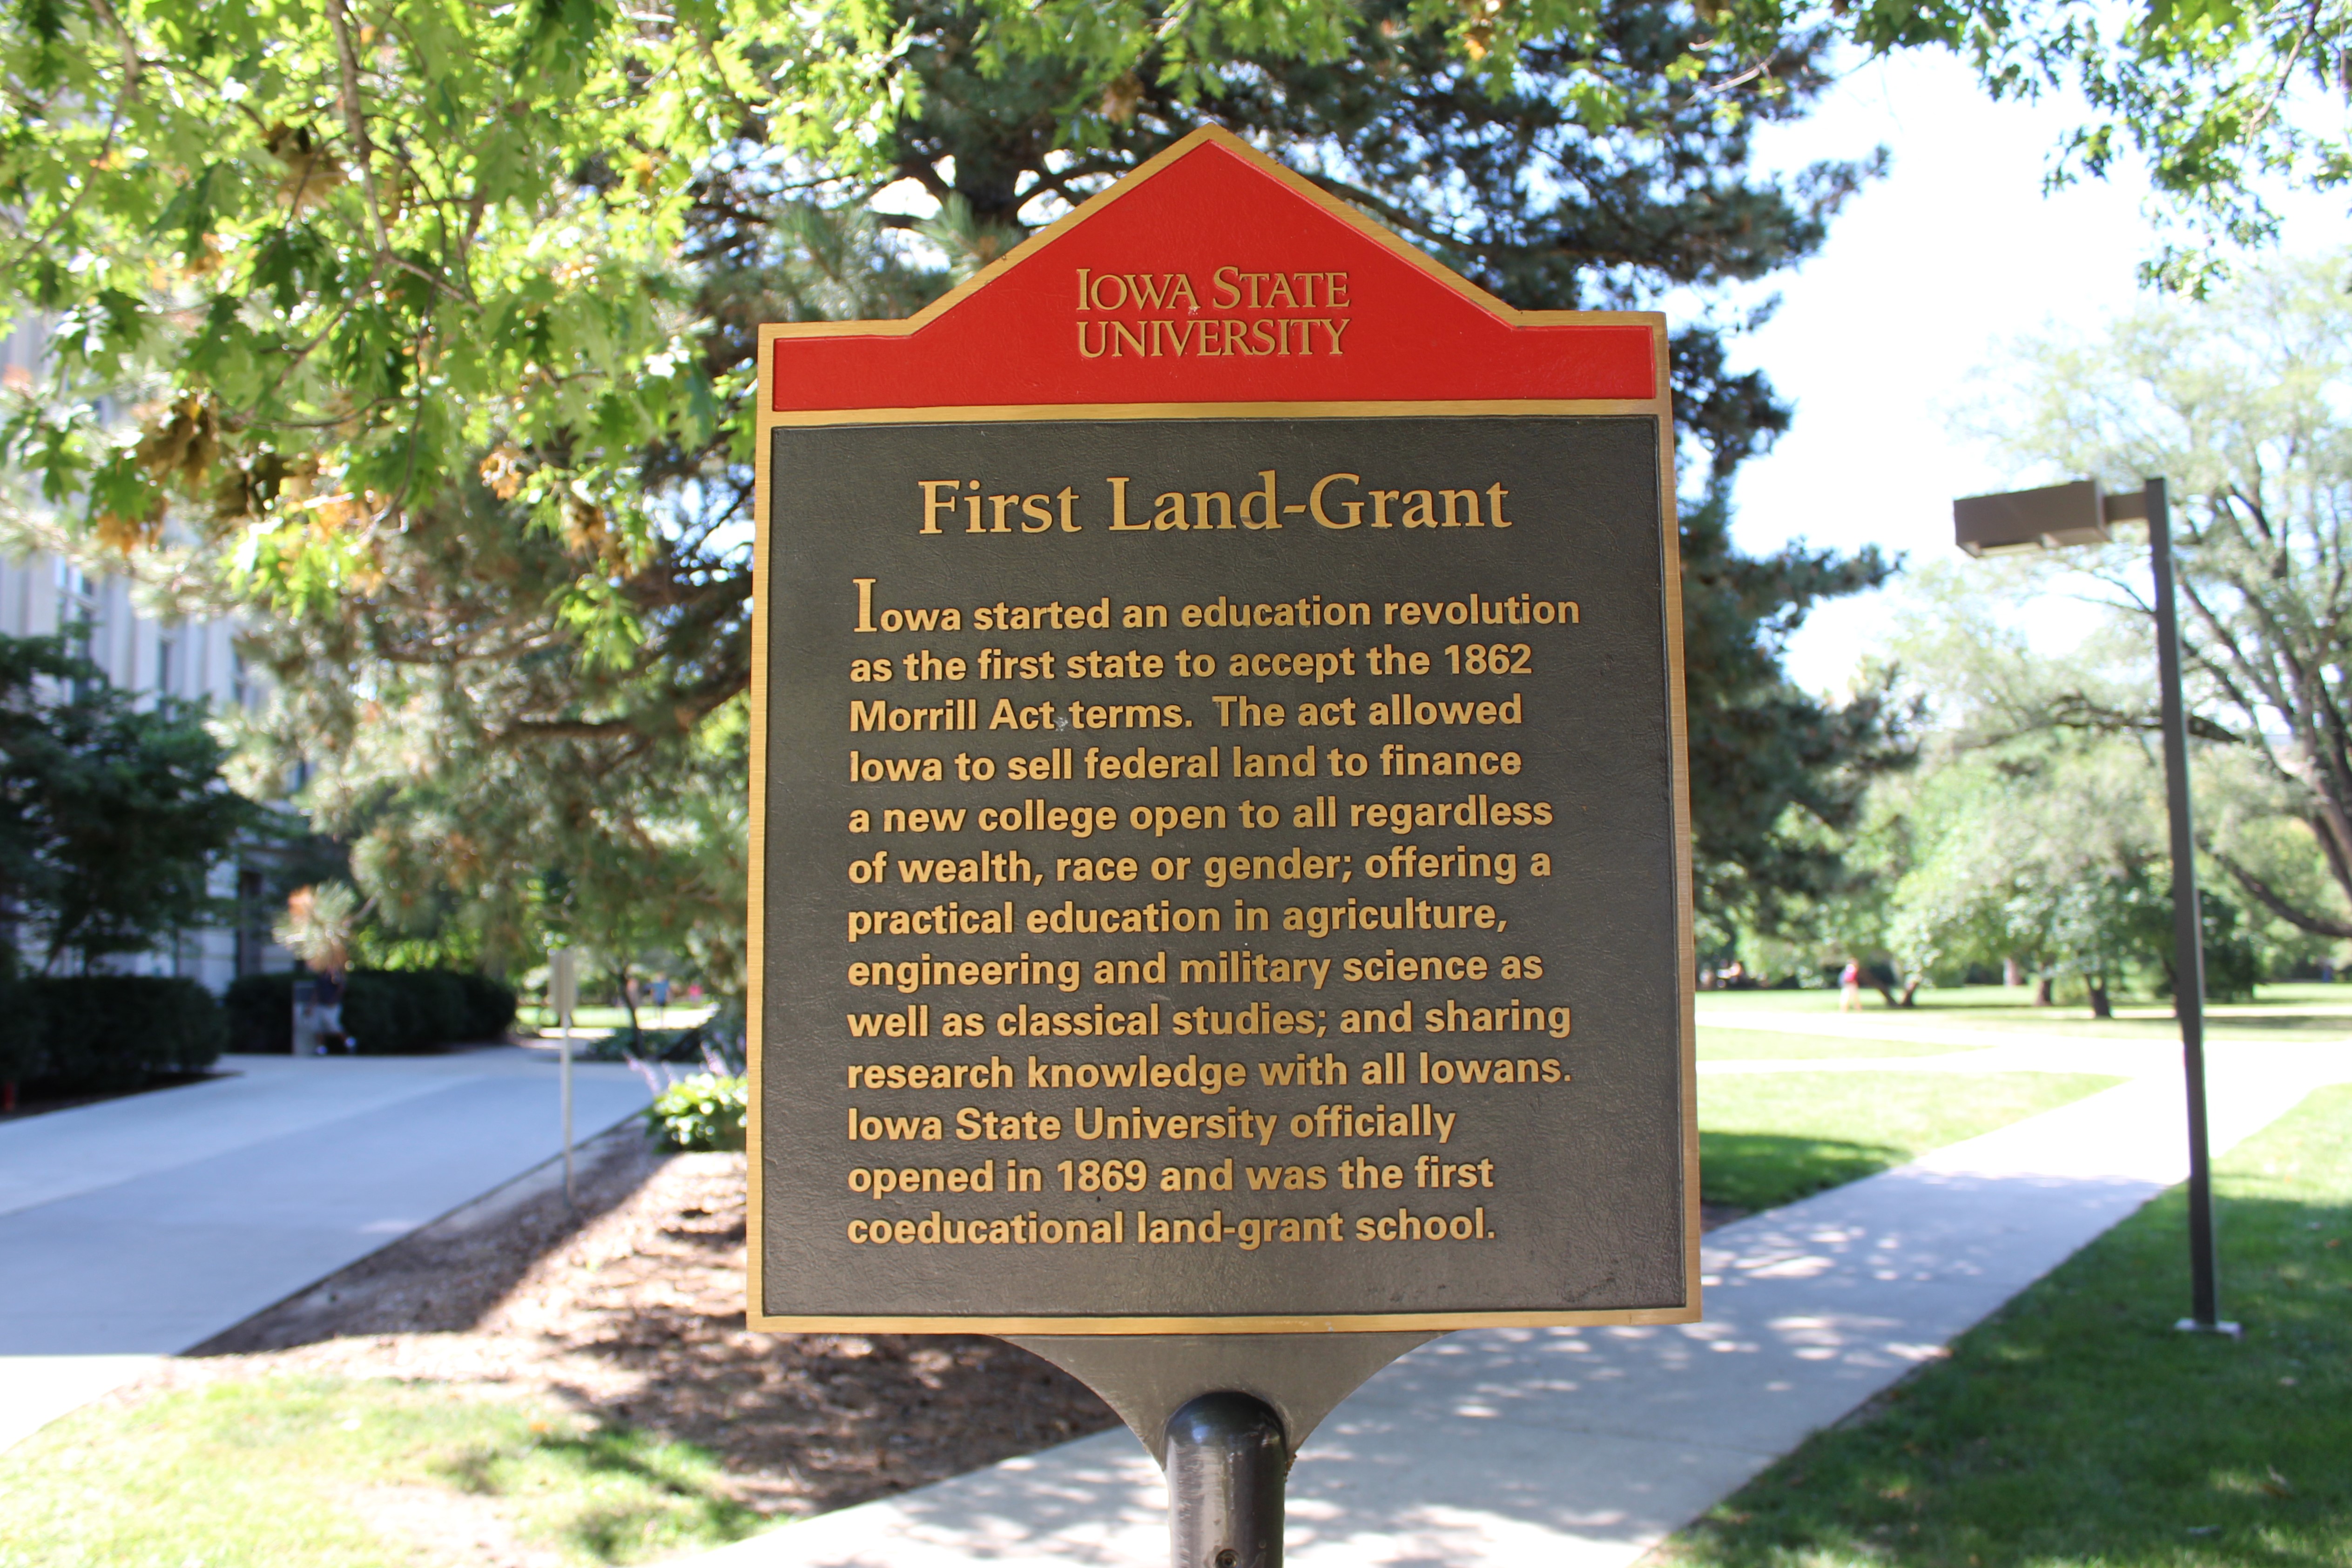 IOWA STATE
UNIVERSITY
First Land-Grant
Iowa started an education revolution
as the first state to accept the 1862
Morrill Act terms. The act allowed
Iowa to sell federal land to finance
a new college open to all regardless
of wealth, race or gender; offering a
practical education in agriculture,
engineering and military science as
well as classical studies; and sharing
research knowledge with all Iowans.
Iowa State University officially
opened in 1869 and was the first
coeducational land-grant school.